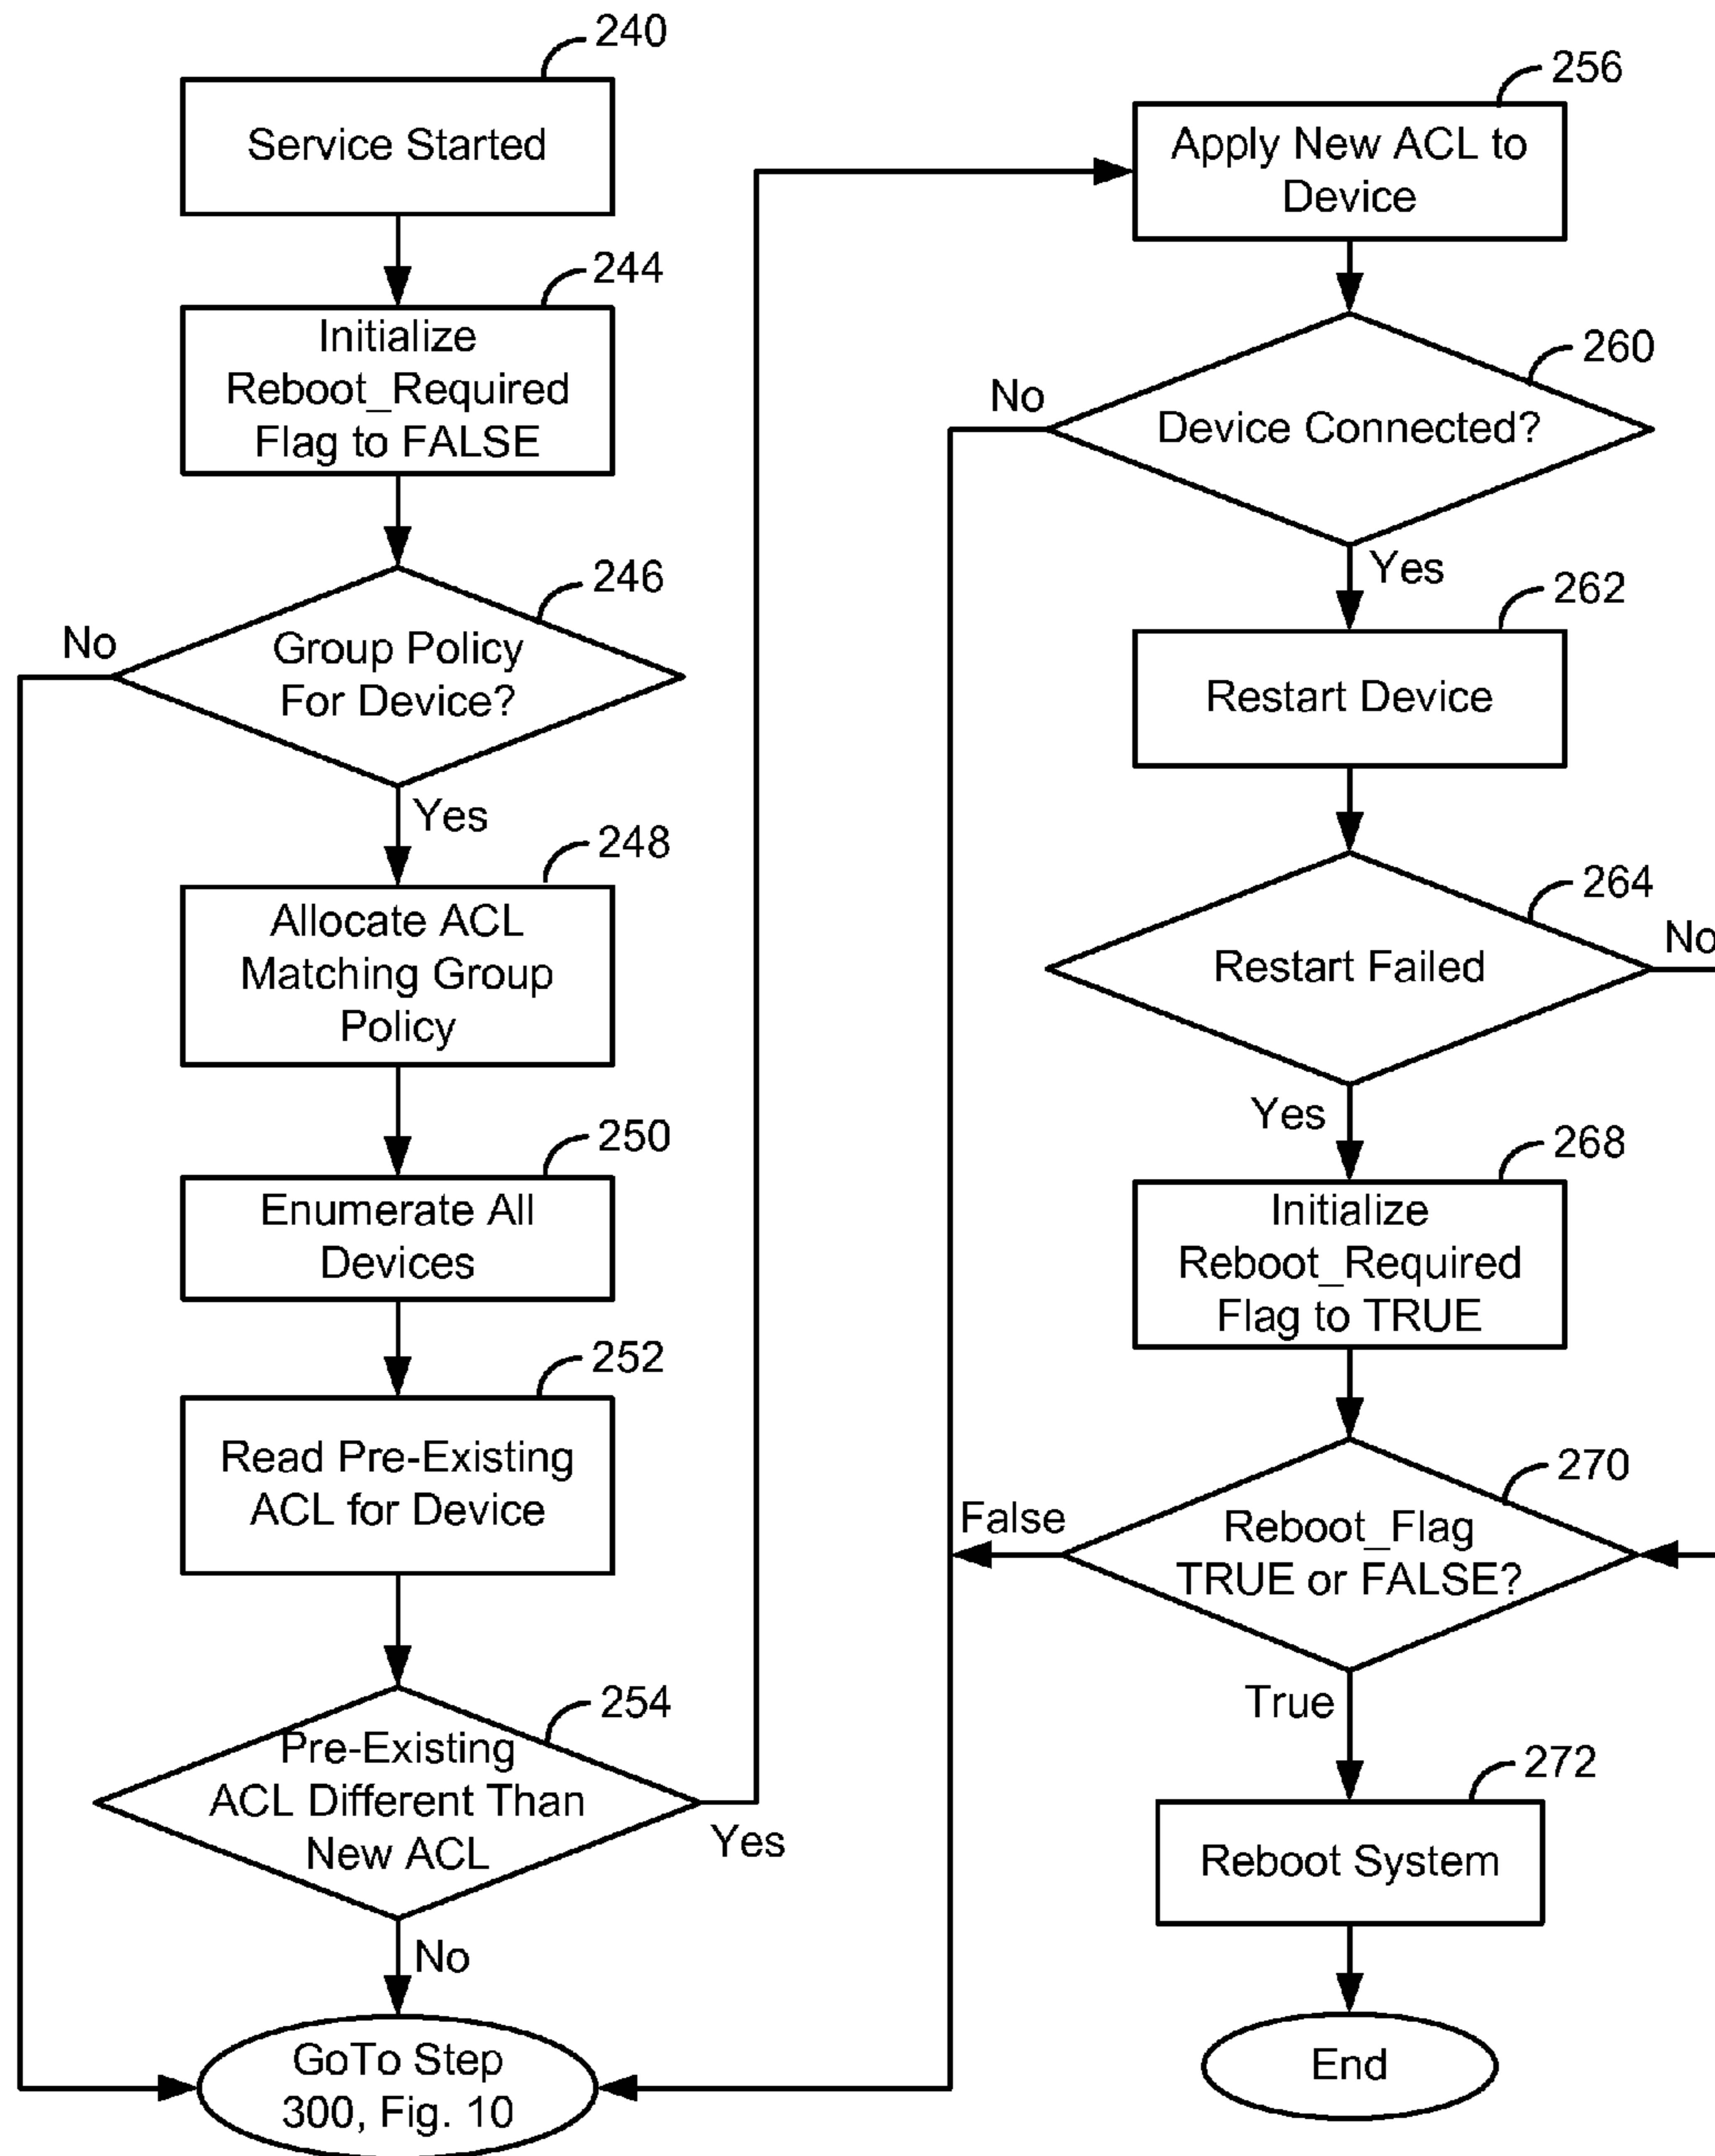 240
Service Started
244
Initialize
Reboot_Required
Flag to FALSE
246
No
Group Policy
For Device?
Yes
248
Allocate ACL
Matching Group
Policy
250
Enumerate All
Devices
252
Read Pre-Existing
ACL for Device
254
Pre-Existing
ACL Different Than
New ACL
Yes
No
GoTo Step
300, Fig. 10
256
Apply New ACL to
Device
260
No
Device Connected?
Yes
262
Restart Device
264
No
Restart Failed
Yes
268
Initialize
Reboot_Required
Flag to TRUE
270
False
Reboot_Flag
TRUE or FALSE?
True
272
Reboot System
End